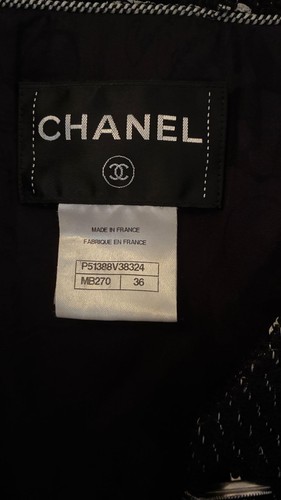 CHANEL
MADE IN FRANCE
FABRIQUE EN FRANCE
P51388V38324
MB270 36